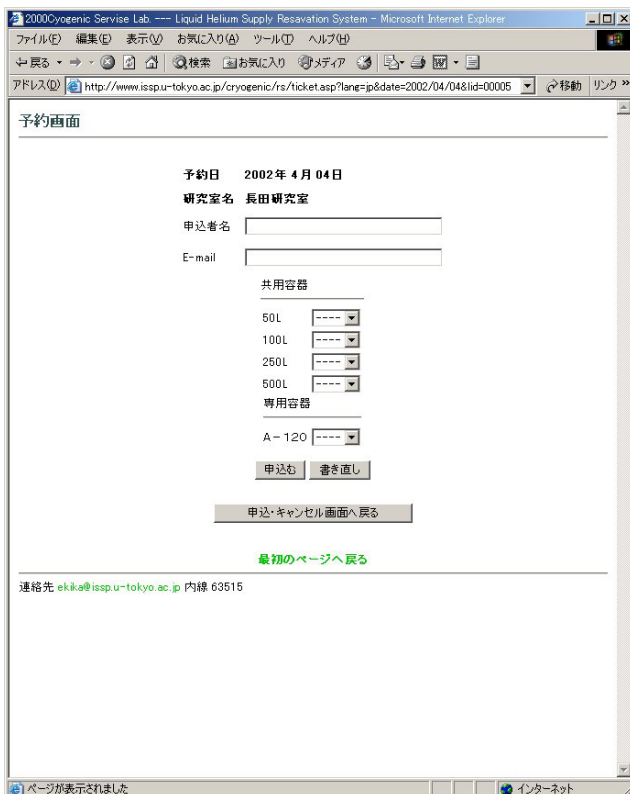 2000Cyogenic Servise Lab. --- Liquid Helium Supply Resavation System - Microsoft Internet Explorer
ファイル(F) 編集(E) 表示(V) お気に入り(A) ツール(T) ヘルプ(H)
戻る 検索 お気に入り メディア
アドレス(D) http://www.issp.u-tokyo.ac.jp/cryogenic/rs/ticket.asp?lang=jp&date=2002/04/04&lid=00005 移動 リンク »
予約画面
予約日 2002年 4月 04日
研究室名 長田研究室
申込者名
E-mail
共用容器
50L ----
100L ----
250L ----
500L ----
専用容器
A-120 ----
申込む 書き直し
申込・キャンセル画面へ戻る
最初のページへ戻る
連絡先 ekika@issp.u-tokyo.ac.jp 内線 63515
ページが表示されました インターネット